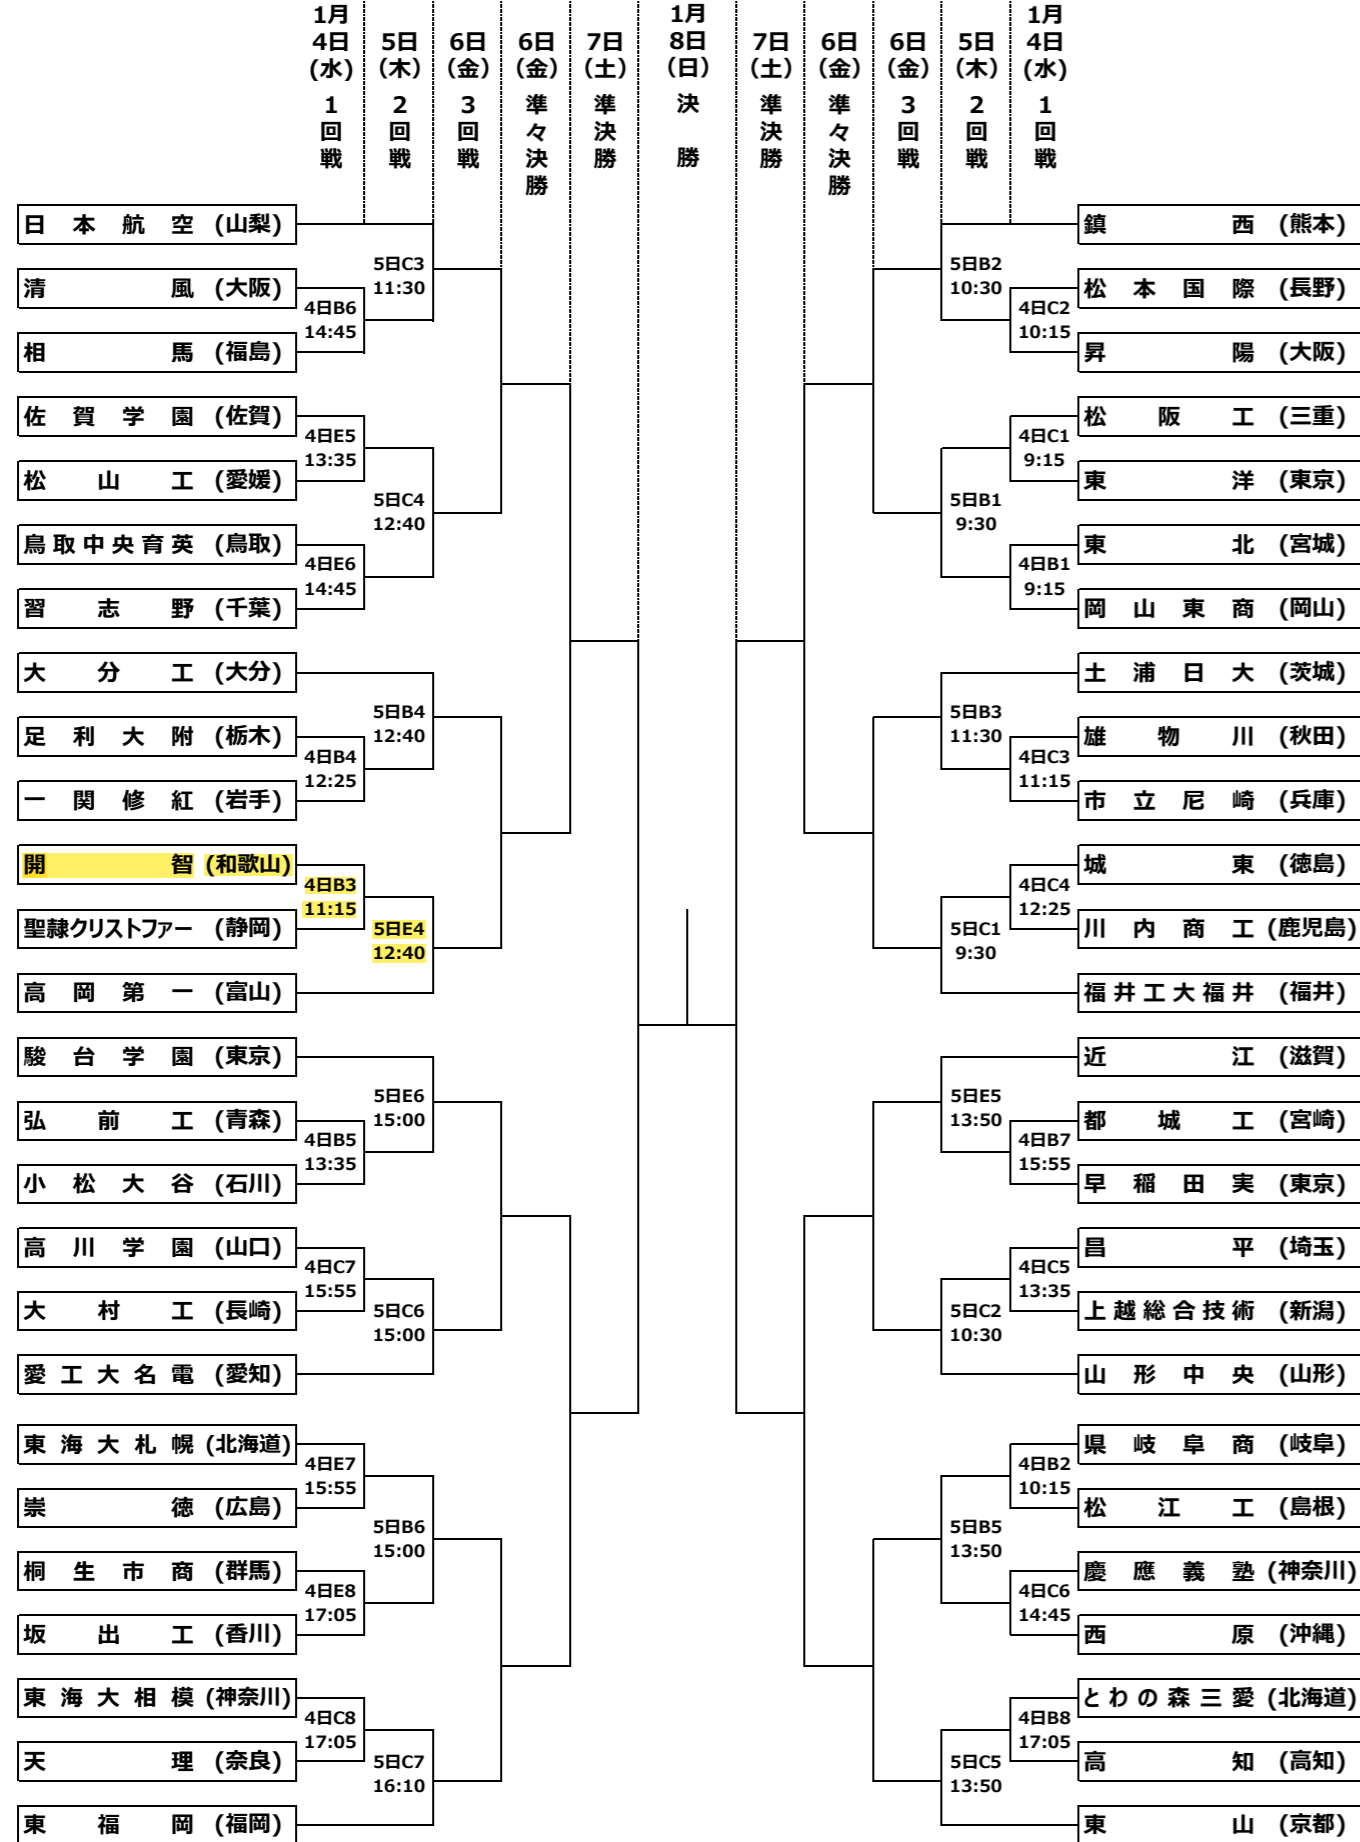 1月
4日
(水)
1
回
戦
5日
(木)
2
回
戦
6日
(金)
3
回
戦
6日
(金)
準
々
決
勝
7日
(土)
準
決
勝
1月
8日
(日)
決
勝
7日
(土)
準
決
勝
6日
(金)
準
々
決
勝
6日
(金)
3
回
戦
5日
(木)
2
回
戦
1月
4日
(水)
1
回
戦
日本航空 (山梨)
清風 (大阪)
相馬 (福島)
佐賀学園 (佐賀)
松山工 (愛媛)
鳥取中央育英 (鳥取)
習志野 (千葉)
大分工 (大分)
足利大附 (栃木)
一関修紅 (岩手)
開智 (和歌山)
聖隷クリストファー (静岡)
高岡第一 (富山)
駿台学園 (東京)
弘前工 (青森)
小松大谷 (石川)
高川学園 (山口)
大村工 (長崎)
愛工大名電 (愛知)
東海大札幌 (北海道)
崇徳 (広島)
桐生市商 (群馬)
坂出工 (香川)
東海大相模 (神奈川)
天理 (奈良)
東福岡 (福岡)
4日B6
14:45
4日E5
13:35
4日E6
14:45
4日B4
12:25
4日B3
11:15
4日B5
13:35
4日C7
15:55
4日E7
15:55
4日E8
17:05
4日C8
17:05
5日C3
11:30
5日C4
12:40
5日B4
12:40
5日E4
12:40
5日E6
15:00
5日C6
15:00
5日B6
15:00
5日C7
16:10
5日B2
10:30
5日B1
9:30
5日B3
11:30
5日C1
9:30
5日E5
13:50
5日C2
10:30
5日B5
13:50
5日C5
13:50
4日C2
10:15
4日C1
9:15
4日B1
9:15
4日C3
11:15
4日C4
12:25
4日B7
15:55
4日C5
13:35
4日B2
10:15
4日C6
14:45
4日B8
17:05
鎮西 (熊本)
松本国際 (長野)
昇陽 (大阪)
松阪工 (三重)
東洋 (東京)
東北 (宮城)
岡山東商 (岡山)
土浦日大 (茨城)
雄物川 (秋田)
市立尼崎 (兵庫)
城東 (徳島)
川内商工 (鹿児島)
福井工大福井 (福井)
近江 (滋賀)
都城工 (宮崎)
早稲田実 (東京)
昌平 (埼玉)
上越総合技術 (新潟)
山形中央 (山形)
県岐阜商 (岐阜)
松江工 (島根)
慶應義塾 (神奈川)
西原 (沖縄)
とわの森三愛 (北海道)
高知 (高知)
東山 (京都)